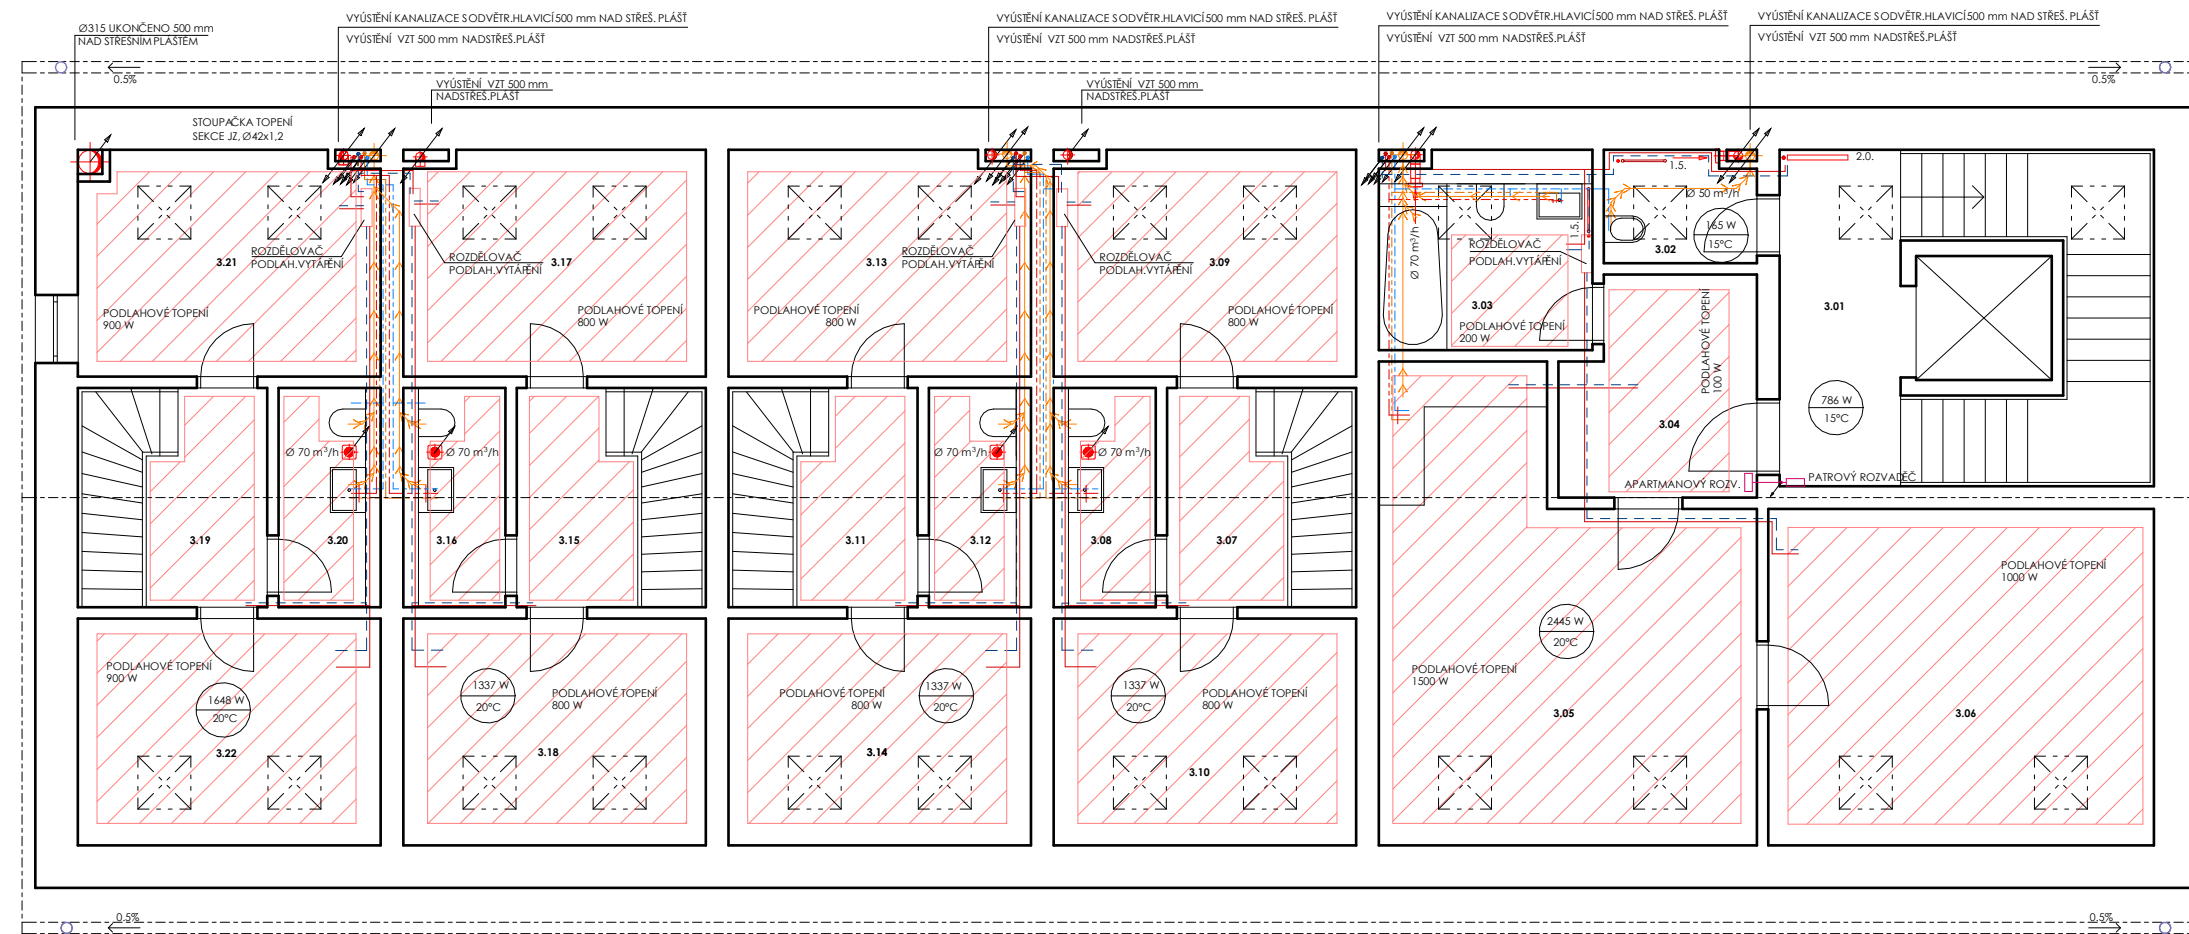 VYÚSTĚNÍ KANALIZACE S ODVĚTR.HLAVICÍ 500 mm NAD STŘEŠ. PLÁŠŤ
VYÚSTĚNÍ VZT 500 mm NADSTŘEŠ.PLÁŠŤ
VYÚSTĚNÍ KANALIZACE S ODVĚTR.HLAVICÍ 500 mm NAD STŘEŠ. PLÁŠŤ
VYÚSTĚNÍ VZT 500 mm NADSTŘEŠ.PLÁŠŤ
VYÚSTĚNÍ KANALIZACE S ODVĚTR.HLAVICÍ 500 mm NAD STŘEŠ. PLÁŠŤ
VYÚSTĚNÍ VZT 500 mm NADSTŘEŠ.PLÁŠŤ
VYÚSTĚNÍ KANALIZACE S ODVĚTR.HLAVICÍ 500 mm NAD STŘEŠ. PLÁŠŤ
VYÚSTĚNÍ VZT 500 mm NADSTŘEŠ.PLÁŠŤ
Ø315 UKONČENO 500 mm
NAD STŘEŠNÍM PLÁŠTĚM
0.5%
VYÚSTĚNÍ VZT 500 mm
NADSTŘEŠ.PLÁŠŤ
VYÚSTĚNÍ VZT 500 mm
NADSTŘEŠ.PLÁŠŤ
0.5%
STOUPAČKA TOPENÍ
SEKCE JZ, Ø42x1,2
1.5.
2.0.
Ø 50 m³/h
165 W
15°C
3.02
1.5.
Ø 70 m³/h
ROZDĚLOVAČ
PODLAH.VYTÁPĚNÍ
3.21
ROZDĚLOVAČ
PODLAH.VYTÁPĚNÍ
3.17
ROZDĚLOVAČ
PODLAH.VYTÁPĚNÍ
3.13
ROZDĚLOVAČ
PODLAH.VYTÁPĚNÍ
3.09
ROZDĚLOVAČ
PODLAH.VYTÁPĚNÍ
3.03
3.01
PODLAHOVÉ TOPENÍ
900 W
PODLAHOVÉ TOPENÍ
800 W
PODLAHOVÉ TOPENÍ
800 W
PODLAHOVÉ TOPENÍ
800 W
PODLAHOVÉ TOPENÍ
200 W
PODLAHOVÉ TOPENÍ
100 W
786 W
15°C
3.04
Ø 70 m³/h
Ø 70 m³/h
Ø 70 m³/h
Ø 70 m³/h
APARTMANOVÝ ROZV.
PATROVÝ ROZVADĚČ
3.19
3.20
3.16
3.15
3.11
3.12
3.08
3.07
PODLAHOVÉ TOPENÍ
1000 W
2445 W
20°C
PODLAHOVÉ TOPENÍ
900 W
1648 W
20°C
3.22
1337 W
20°C
PODLAHOVÉ TOPENÍ
800 W
3.18
PODLAHOVÉ TOPENÍ
800 W
1337 W
20°C
3.14
1337 W
20°C
PODLAHOVÉ TOPENÍ
800 W
3.10
PODLAHOVÉ TOPENÍ
1500 W
3.05
3.06
0.5%
0.5%